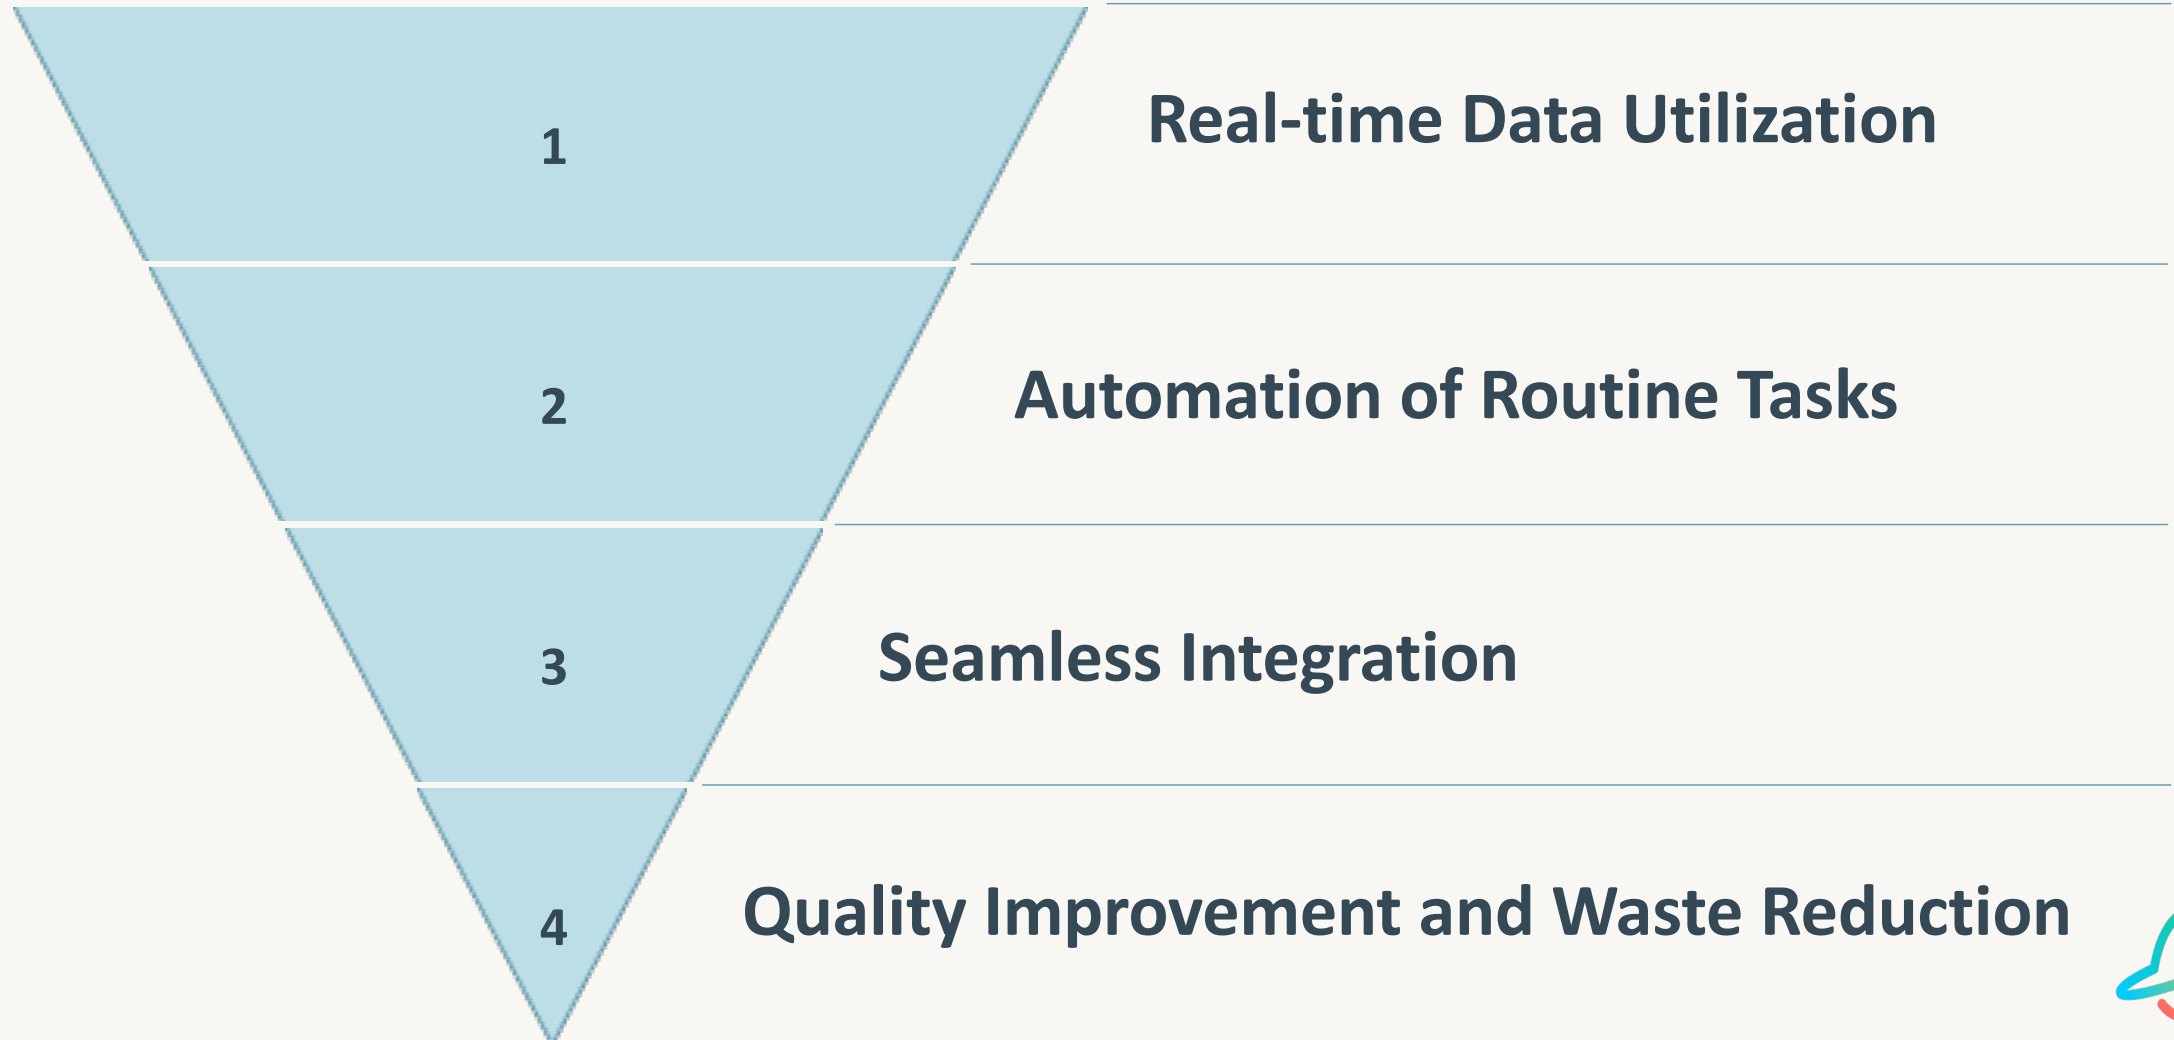 1
Real-time Data Utilization
2
Automation of Routine Tasks
3
Seamless Integration
4
Quality Improvement and Waste Reduction